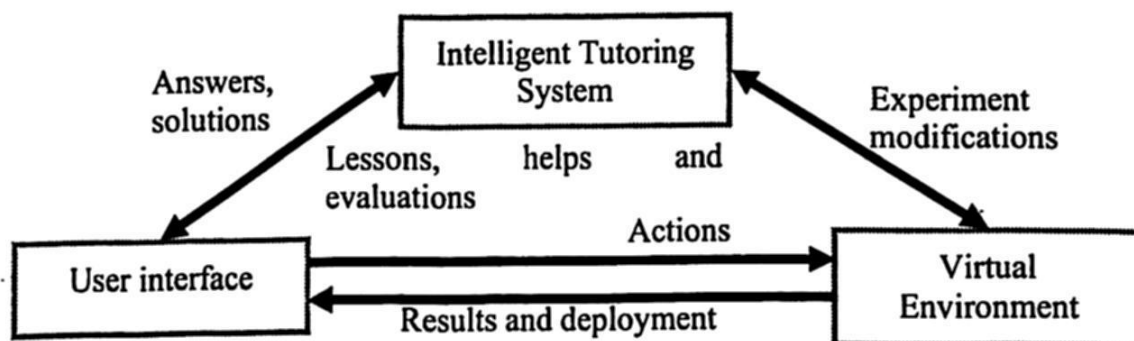 Intelligent Tutoring
System
Answers,
solutions
Experiment
modifications
Lessons, helps and
evaluations
Actions
User interface
Virtual
Environment
Results and deployment